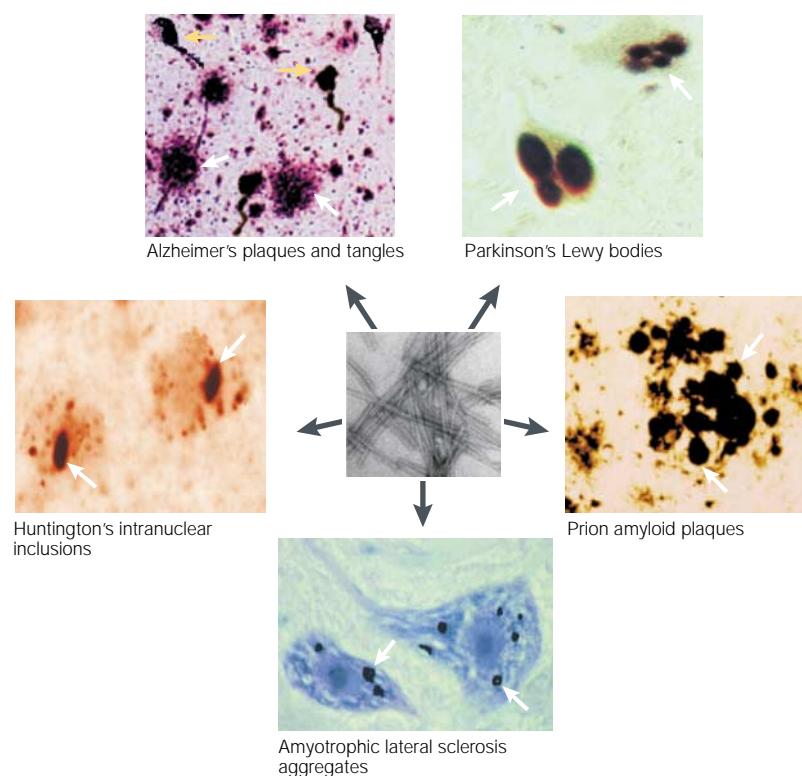 Alzheimer's plaques and tangles
Parkinson's Lewy bodies
Huntington's intranuclear
inclusions
Prion amyloid plaques
Amyotrophic lateral sclerosis
aggregates